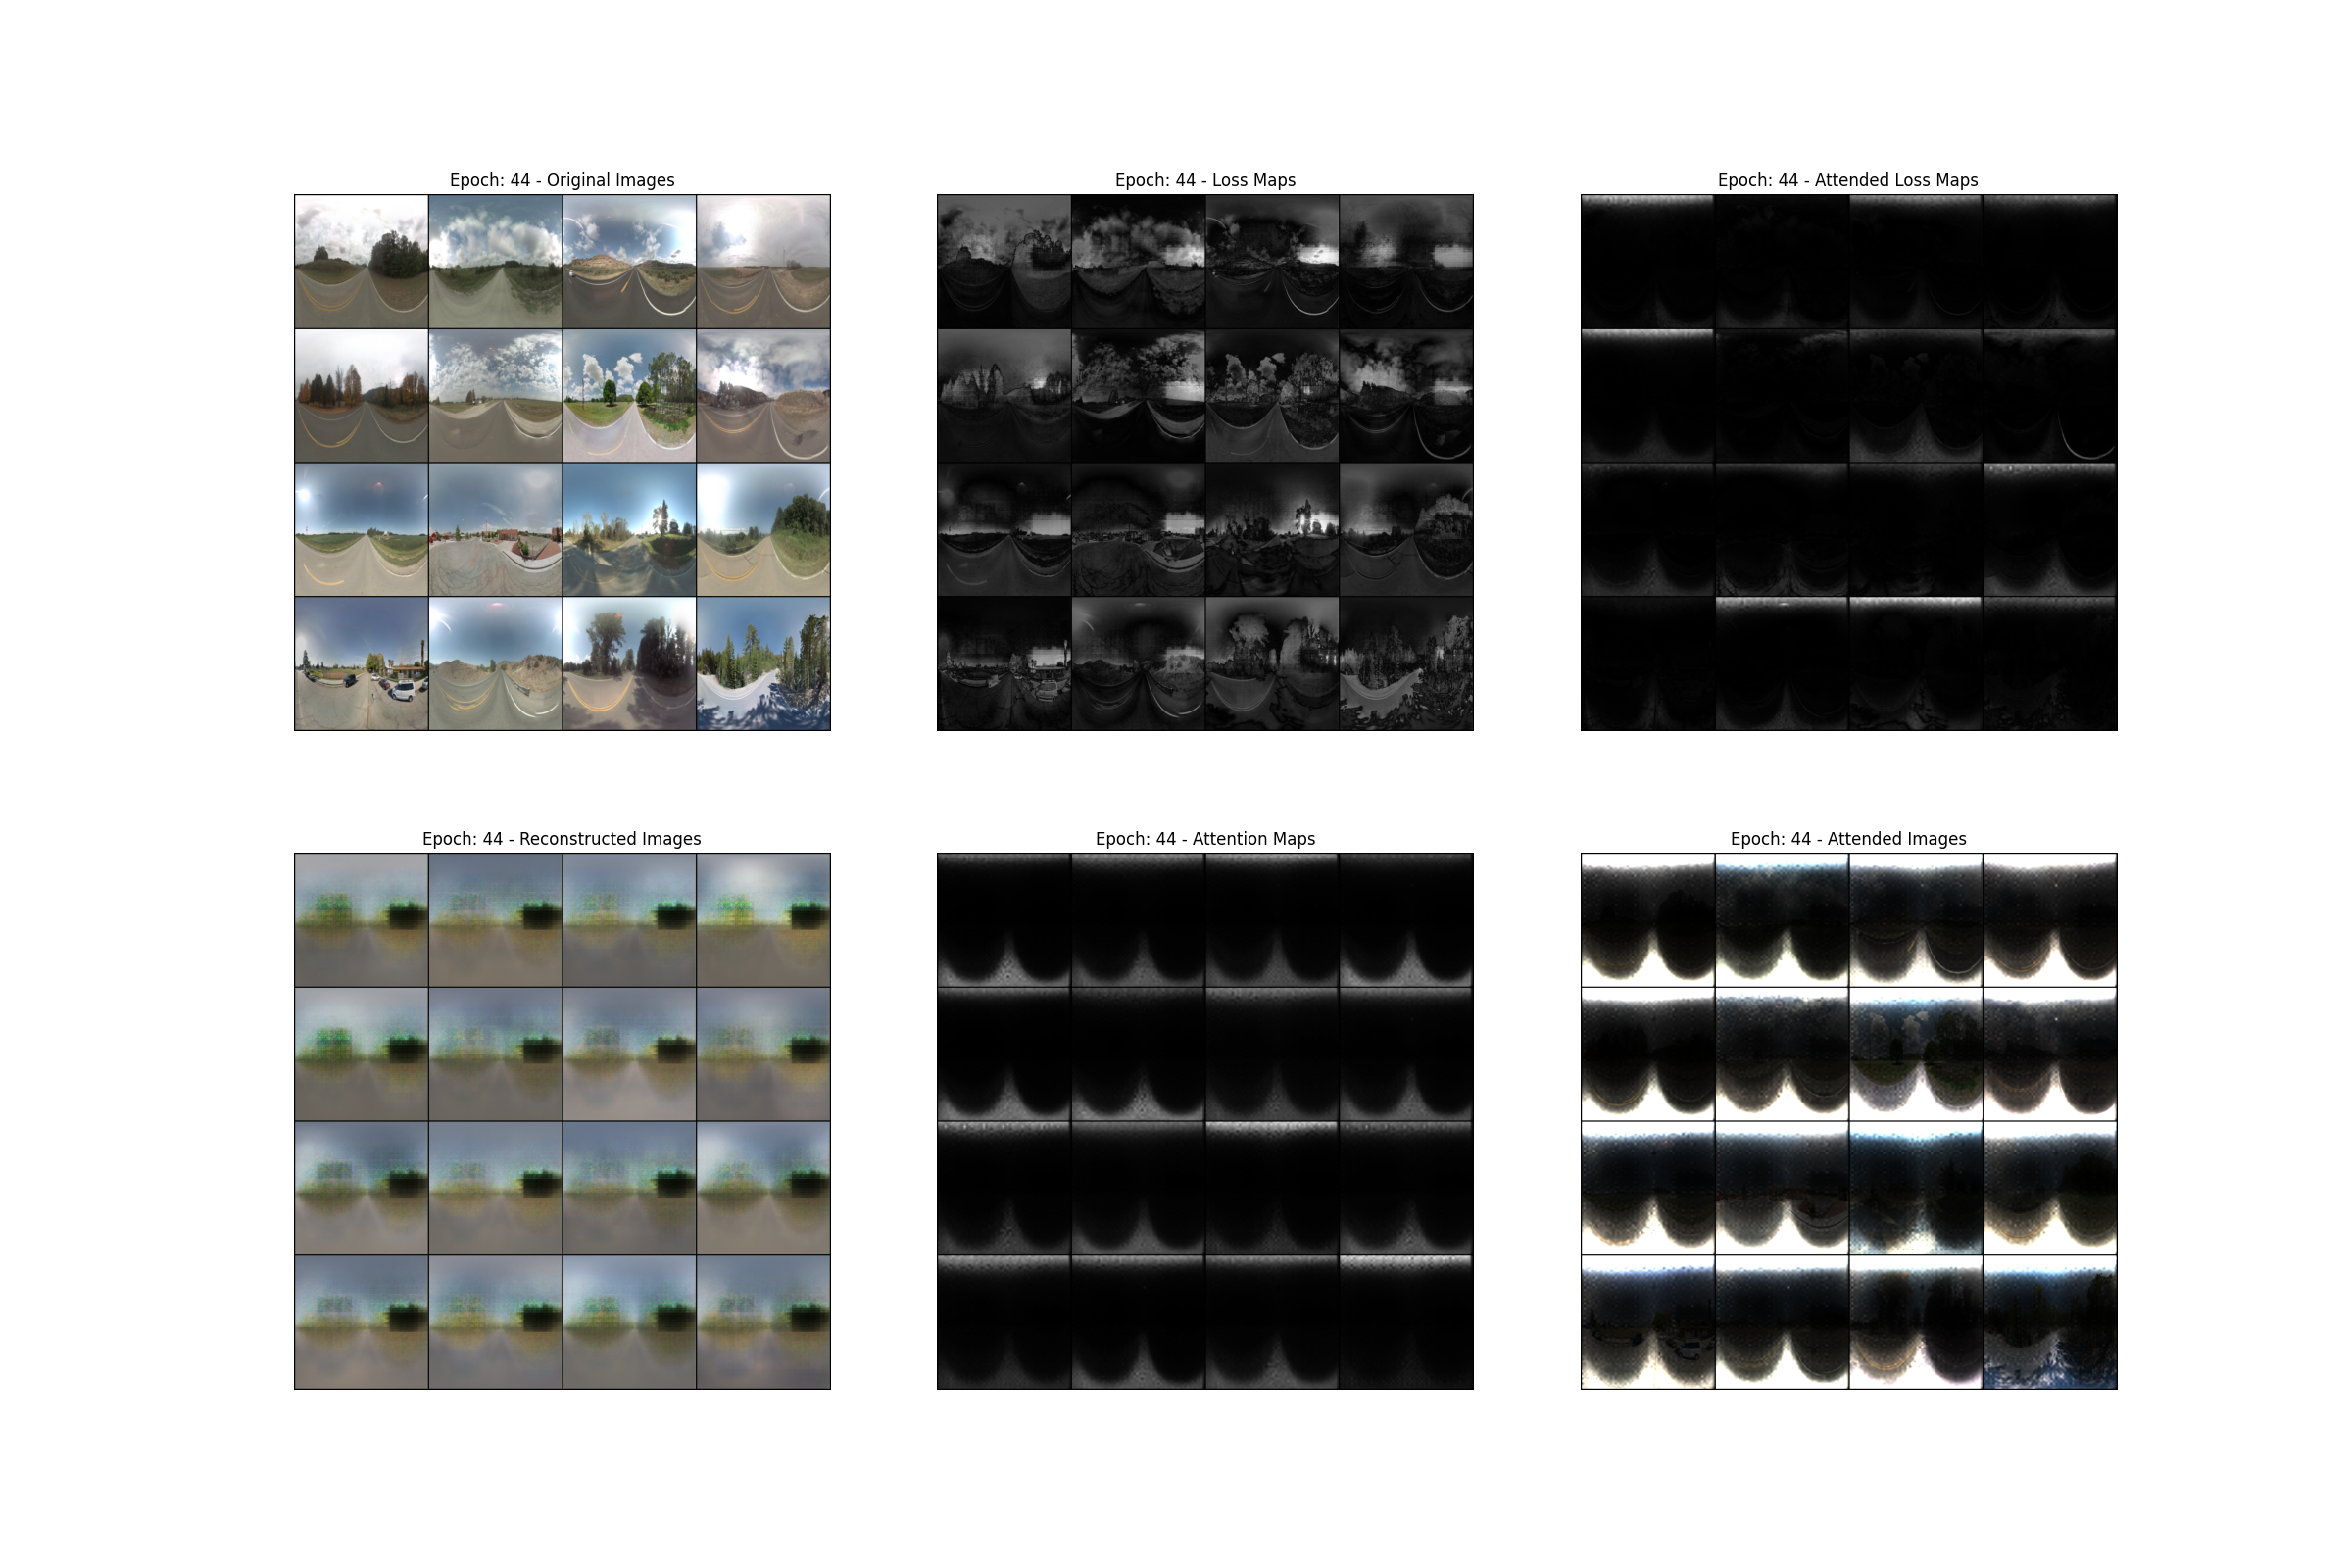 Epoch: 44 - Original Images
Epoch: 44 - Loss Maps
Epoch: 44 - Attended Loss Maps
Epoch: 44 - Reconstructed Images
Epoch: 44 - Attention Maps
Epoch: 44 - Attended Images